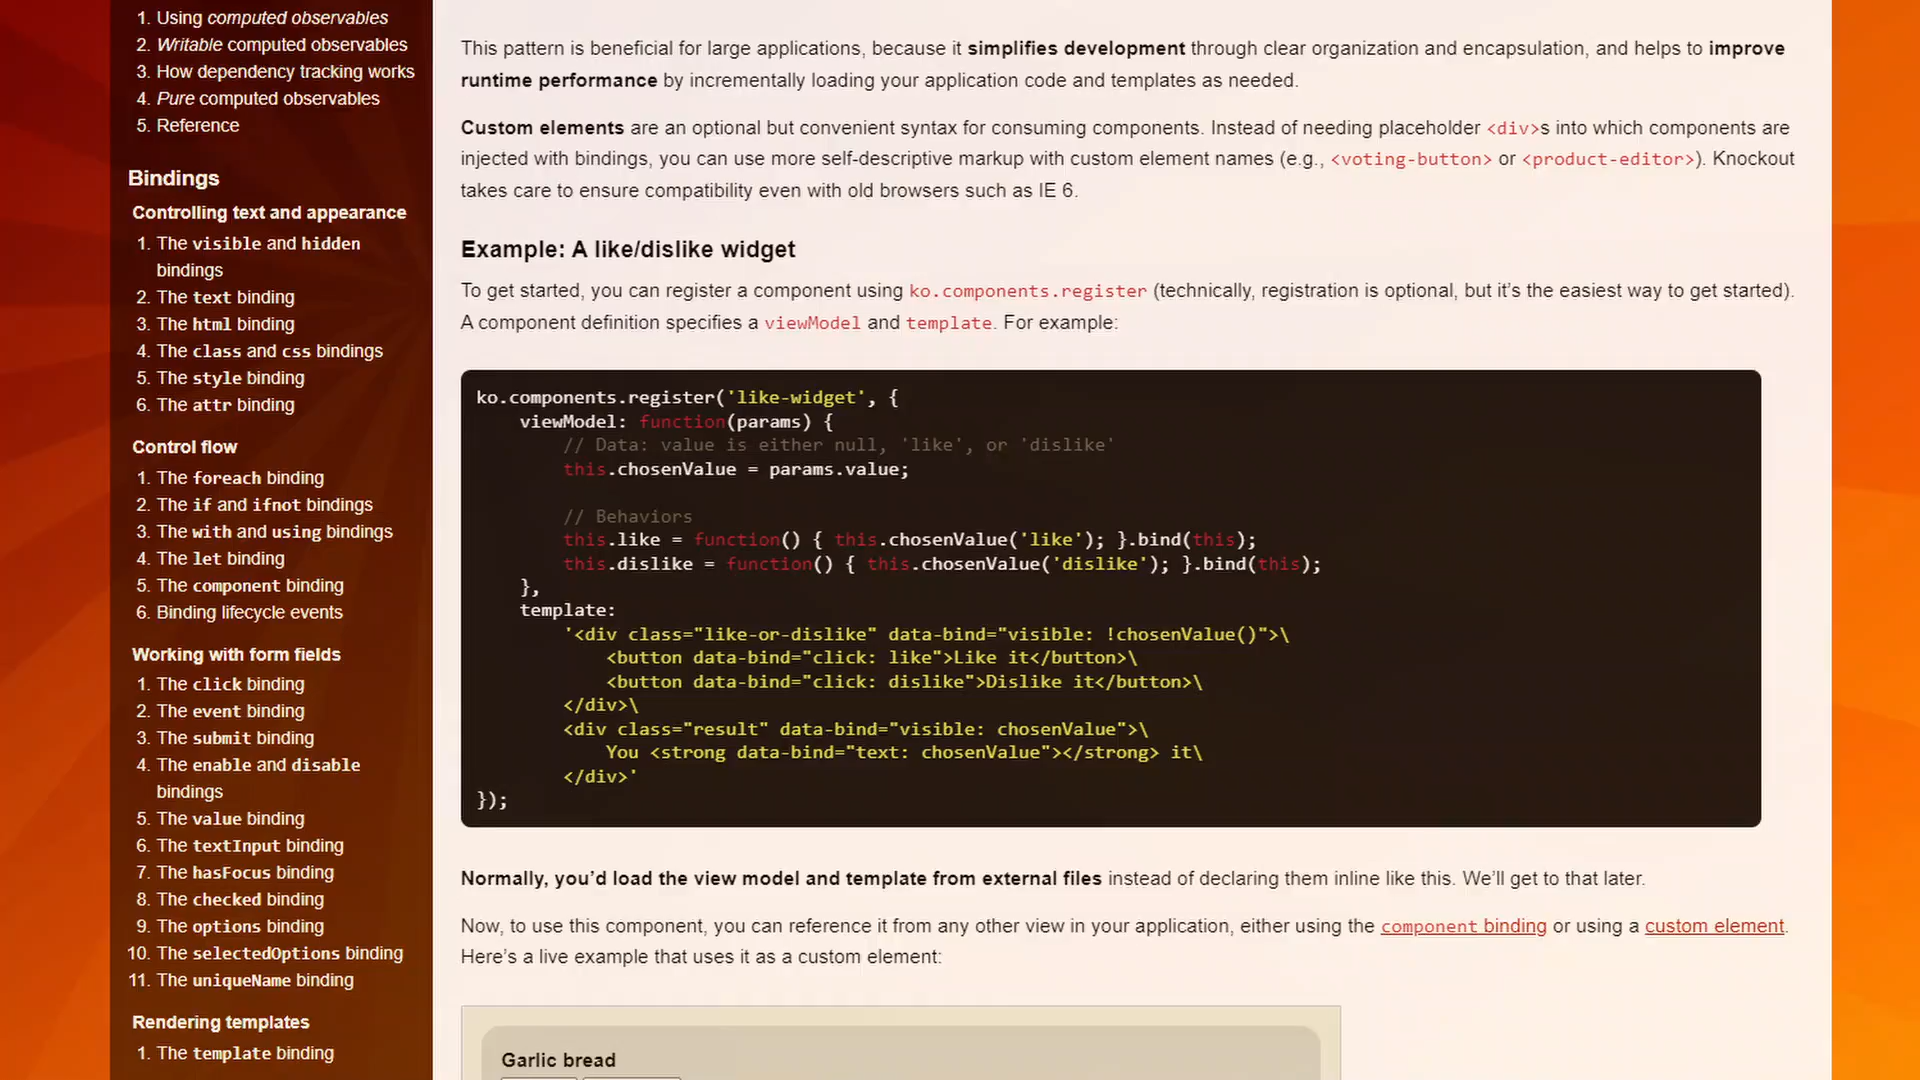 1. Using computed observables
2. Writable computed observables
3. How dependency tracking works
4. Pure computed observables
5. Reference
Bindings
Controlling text and appearance
1. The visible and hidden
bindings
2. The text binding
3. The html binding
4. The class and css bindings
5. The style binding
6. The attr binding
Control flow
1. The foreach binding
2. The if and ifnot bindings
3. The with and using bindings
4. The let binding
5. The component binding
6. Binding lifecycle events
Working with form fields
1. The click binding
2. The event binding
3. The submit binding
4. The enable and disable
bindings
5. The value binding
6. The textInput binding
7. The hasFocus binding
8. The checked binding
9. The options binding
10. The selectedOptions binding
11. The uniqueName binding
Rendering templates
1. The template binding
This pattern is beneficial for large applications, because it simplifies development through clear organization and encapsulation, and helps to improve
runtime performance by incrementally loading your application code and templates as needed.
Custom elements are an optional but convenient syntax for consuming components. Instead of needing placeholder <div>s into which components are
injected with bindings, you can use more self-descriptive markup with custom element names (e.g., <voting-button> or <product-editor>). Knockout
takes care to ensure compatibility even with old browsers such as IE 6.
Example: A like/dislike widget
To get started, you can register a component using ko.components.register (technically, registration is optional, but it’s the easiest way to get started).
A component definition specifies a viewModel and template. For example:
ko.components.register('like-widget', {
    viewModel: function(params) {
        // Data: value is either null, 'like', or 'dislike'
        this.chosenValue = params.value;
        // Behaviors
        this.like = function() { this.chosenValue('like'); }.bind(this);
        this.dislike = function() { this.chosenValue('dislike'); }.bind(this);
    },
    template:
        '<div class="like-or-dislike" data-bind="visible: !chosenValue()">\
            <button data-bind="click: like">Like it</button>\
            <button data-bind="click: dislike">Dislike it</button>\
        </div>\
        <div class="result" data-bind="visible: chosenValue">\
            You <strong data-bind="text: chosenValue"></strong> it\
        </div>'
});
Normally, you’d load the view model and template from external files instead of declaring them inline like this. We’ll get to that later.
Now, to use this component, you can reference it from any other view in your application, either using the component binding or using a custom element.
Here’s a live example that uses it as a custom element:
Garlic bread